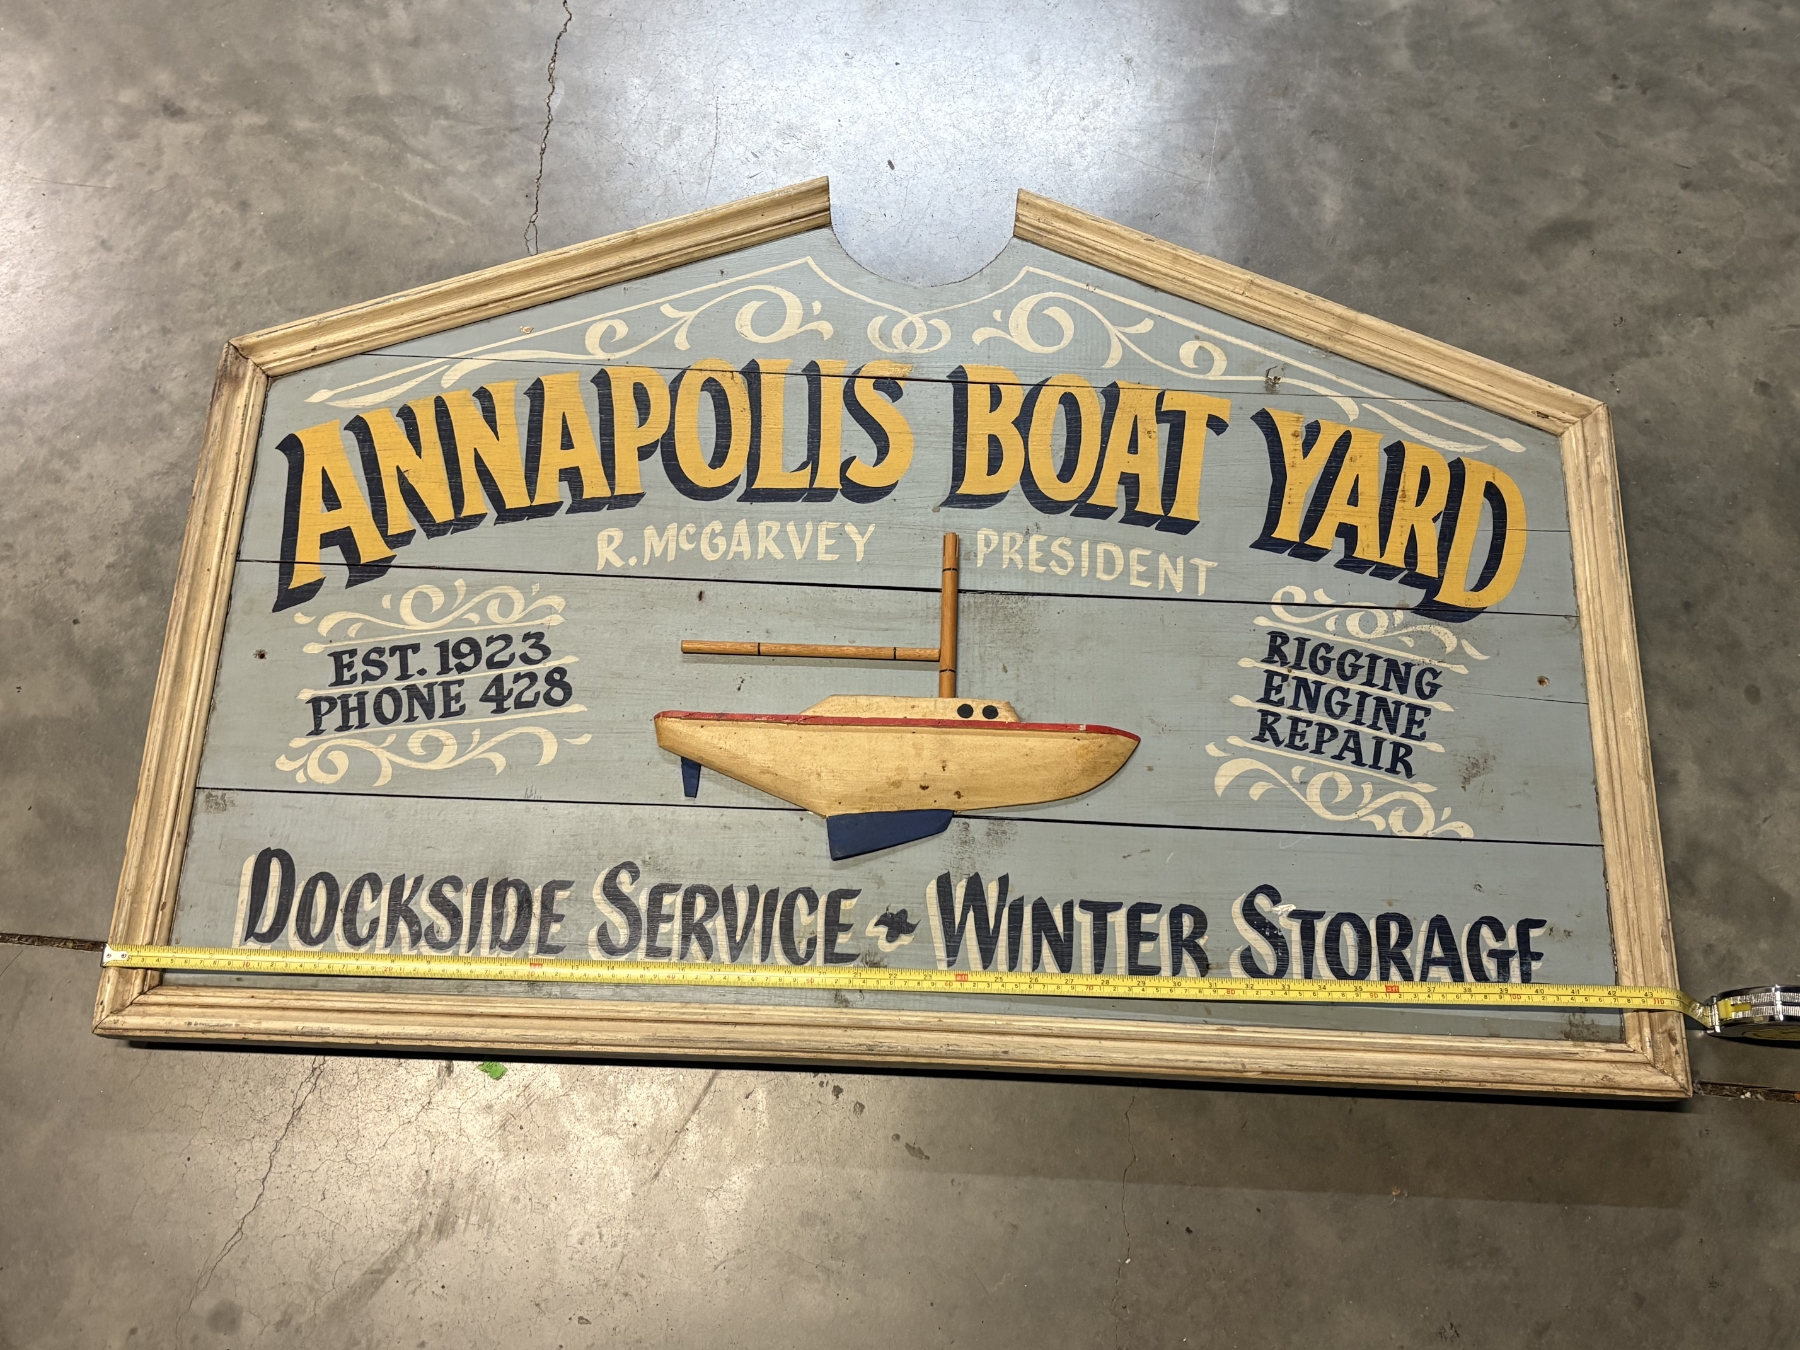 ANNAPOLIS BOAT YARD
R. McGARVEY PRESIDENT
EST. 1923
PHONE 428
RIGGING
ENGINE
REPAIR
DOCKSIDE SERVICE WINTER STORAGE